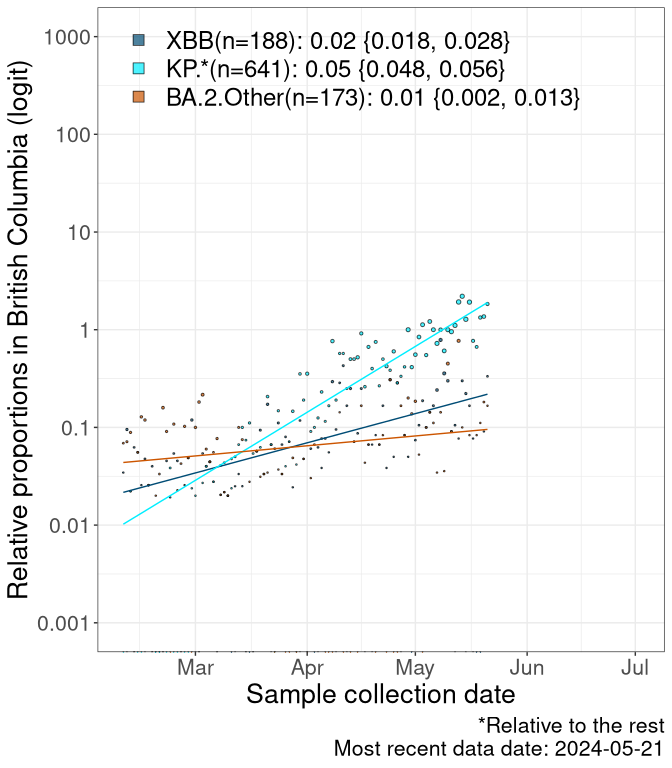 XBB(n=188): 0.02 {0.018, 0.028}
KP.*(n=641): 0.05 {0.048, 0.056}
BA.2.Other(n=173): 0.01 {0.002, 0.013}
Relative proportions in British Columbia (logit)
1000
100
10
1
0.1
0.01
0.001
Mar Apr May Jun Jul
Sample collection date
*Relative to the rest
Most recent data date: 2024-05-21